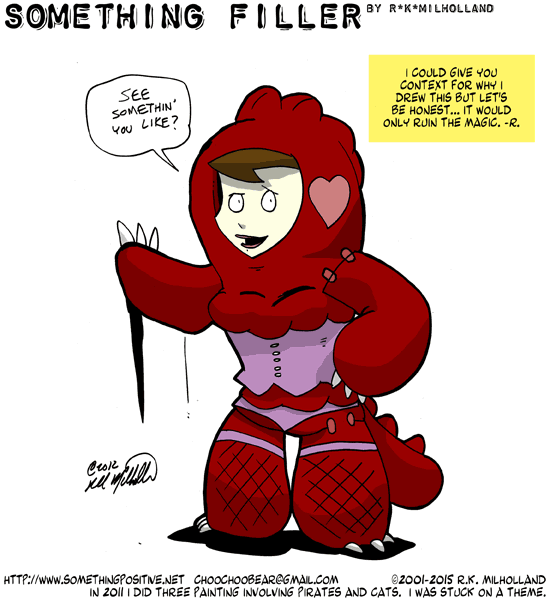 SOMETHING FILLER BY R*K*MILHOLLAND
I COULD GIVE YOU
CONTEXT FOR WHY I
DREW THIS BUT LET'S
BE HONEST... IT WOULD
ONLY RUIN THE MAGIC. -R.
SEE
SOMETHIN'
YOU LIKE?
©2012
HTTP://WWW.SOMETHINGPOSITIVE.NET CHOOCHOOBEAR@GMAIL.COM ©2001-2015 R.K. MILHOLLAND
IN 2011 I DID THREE PAINTING INVOLVING PIRATES AND CATS. I WAS STUCK ON A THEME.